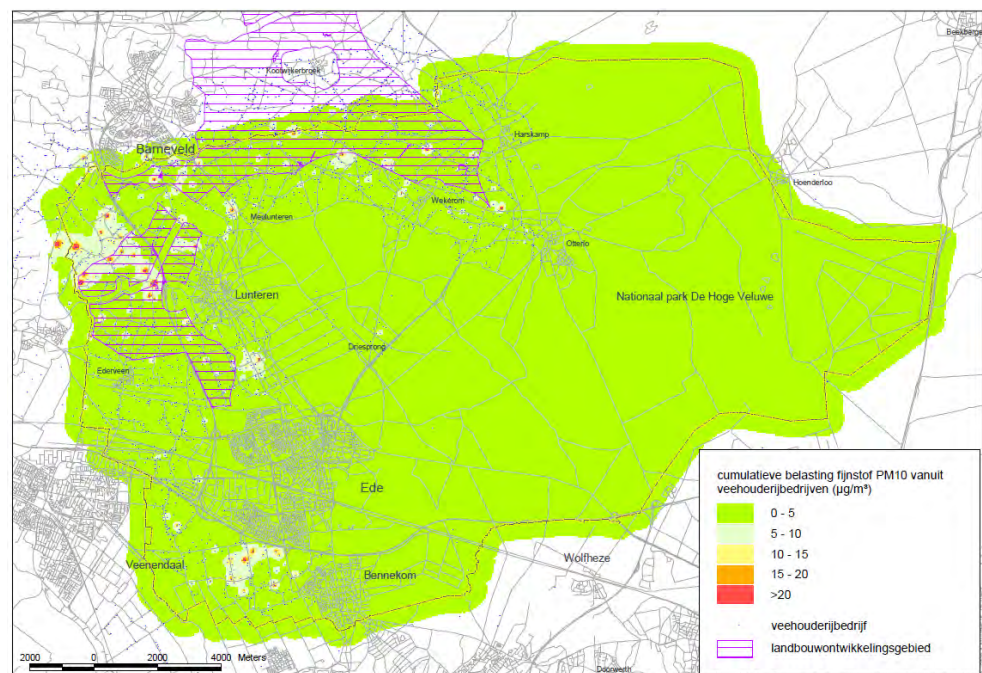 Beekberge
Kootwijkerbroek
Harskamp
Barneveld
Hoenderloo
Wekerom
Meulunteren
Otterlo
Lunteren
Nationaal park De Hoge Veluwe
Driesprong
Ederveen
Ede
Veenendaal
Bennekom
Wolfheze
Doorwerth
2000 0 2000 4000 Meters
cumulatieve belasting fijnstof PM10 vanuit
veehouderijbedrijven (µg/m³)
0 - 5
5 - 10
10 - 15
15 - 20
>20
veehouderijbedrijf
landbouwontwikkelingsgebied